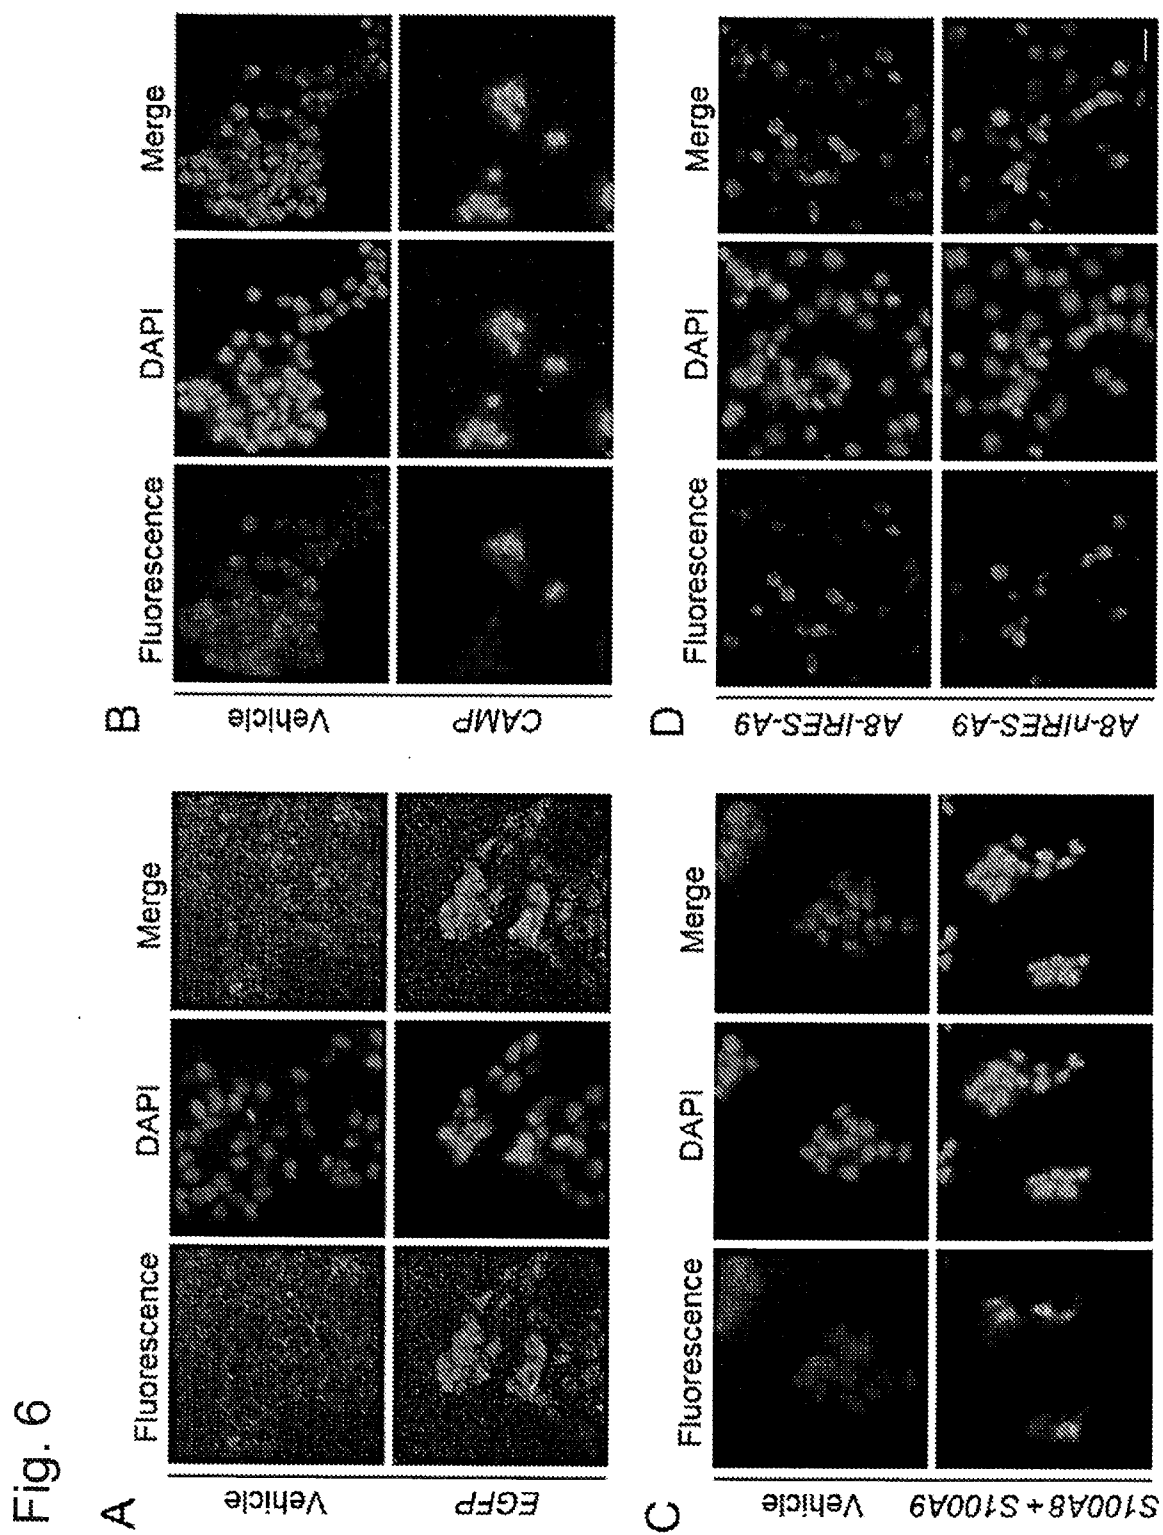 Fig. 6
A
Fluorescence DAPI Merge
Vehicle
EGFP
B
Fluorescence DAPI Merge
Vehicle
CAMP
C
Fluorescence DAPI Merge
Vehicle
S100A8 + S100A9
D
Fluorescence DAPI Merge
A8-IRES-A9
A8-nIRES-A9